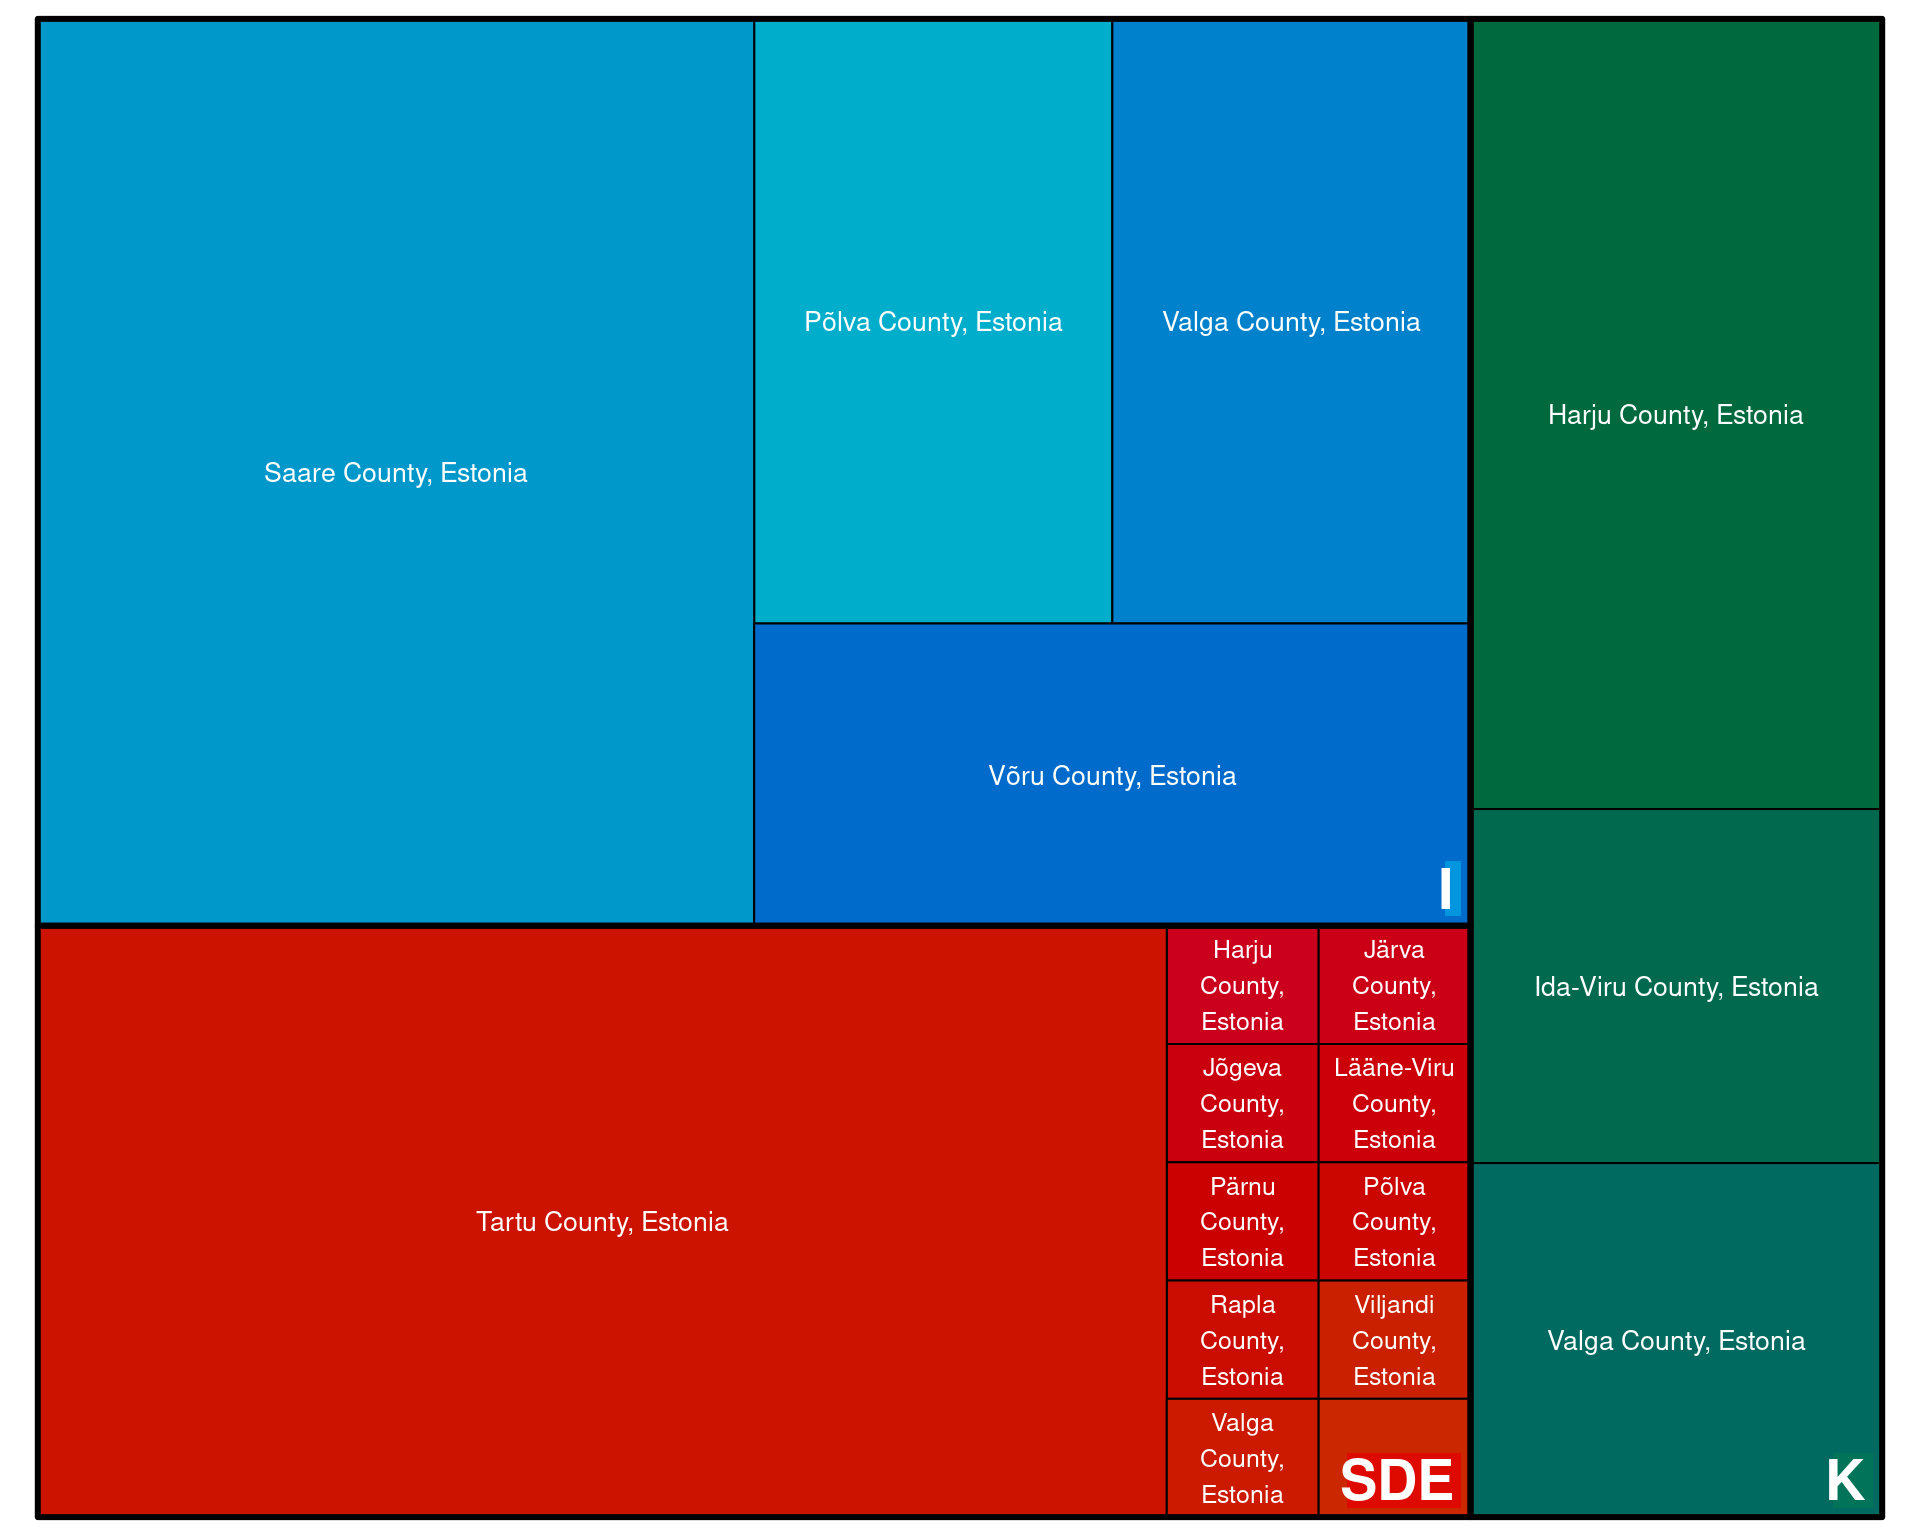 Saare County, Estonia
Põlva County, Estonia
Valga County, Estonia
Võru County, Estonia
I
Tartu County, Estonia
Harju
County,
Estonia
Järva
County,
Estonia
Jõgeva
County,
Estonia
Lääne-Viru
County,
Estonia
Pärnu
County,
Estonia
Põlva
County,
Estonia
Rapla
County,
Estonia
Viljandi
County,
Estonia
Valga
County,
Estonia
SDE
Harju County, Estonia
Ida-Viru County, Estonia
Valga County, Estonia
K